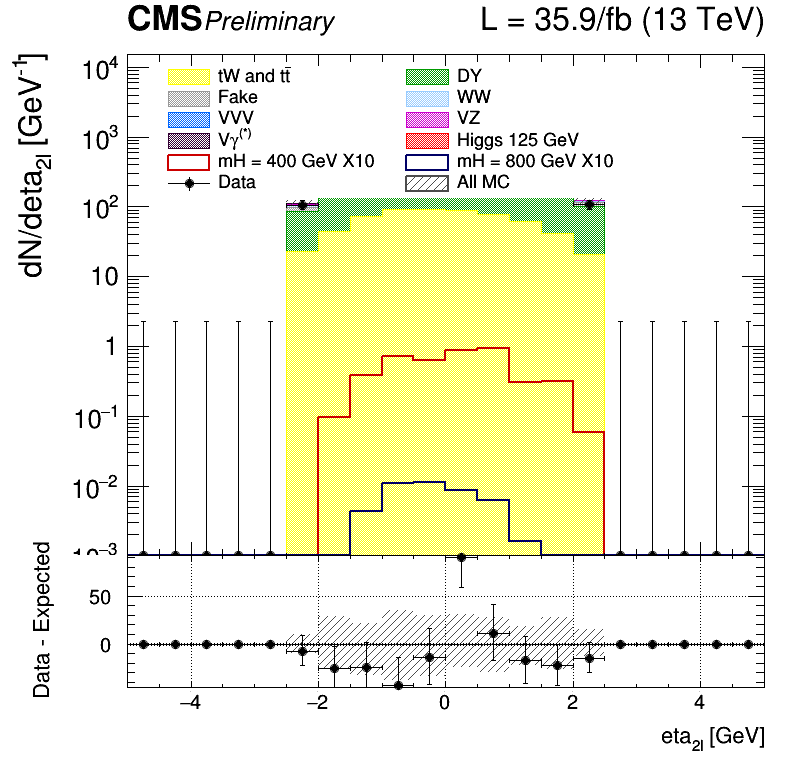 CMS Preliminary L = 35.9/fb (13 TeV)
dN/deta2l [GeV-1]
10^4
10^3
10^2
10
1
10^−1
10^−2
10^−3
tW and tt̄
DY
Fake
WW
VVV
VZ
Vγ(*)
Higgs 125 GeV
mH = 400 GeV X10
mH = 800 GeV X10
Data
All MC
Data - Expected
50
0
−4 −2 0 2 4
eta2l [GeV]